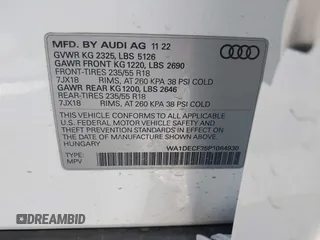 MFD. BY AUDI AG 11 22
GVWR KG 2325, LBS 5126
GAWR FRONT KG 1220, LBS 2690
FRONT-TIRES 235/55 R18
7JX18 RIMS, AT 260 KPA 38 PSI COLD
GAWR REAR KG1200, LBS 2646
REAR-TIRES 235/55 R18
7JX18 RIMS, AT 260 KPA 38 PSI COLD
THIS VEHICLE CONFORMS TO ALL APPLICABLE
U.S. FEDERAL MOTOR VEHICLE SAFETY
AND THEFT PREVENTION STANDARDS IN EFFECT
ON THE DATE OF MANUFACTURE SHOWN ABOVE.
HUNGARY
TYPE:
MPV
DREAMBID